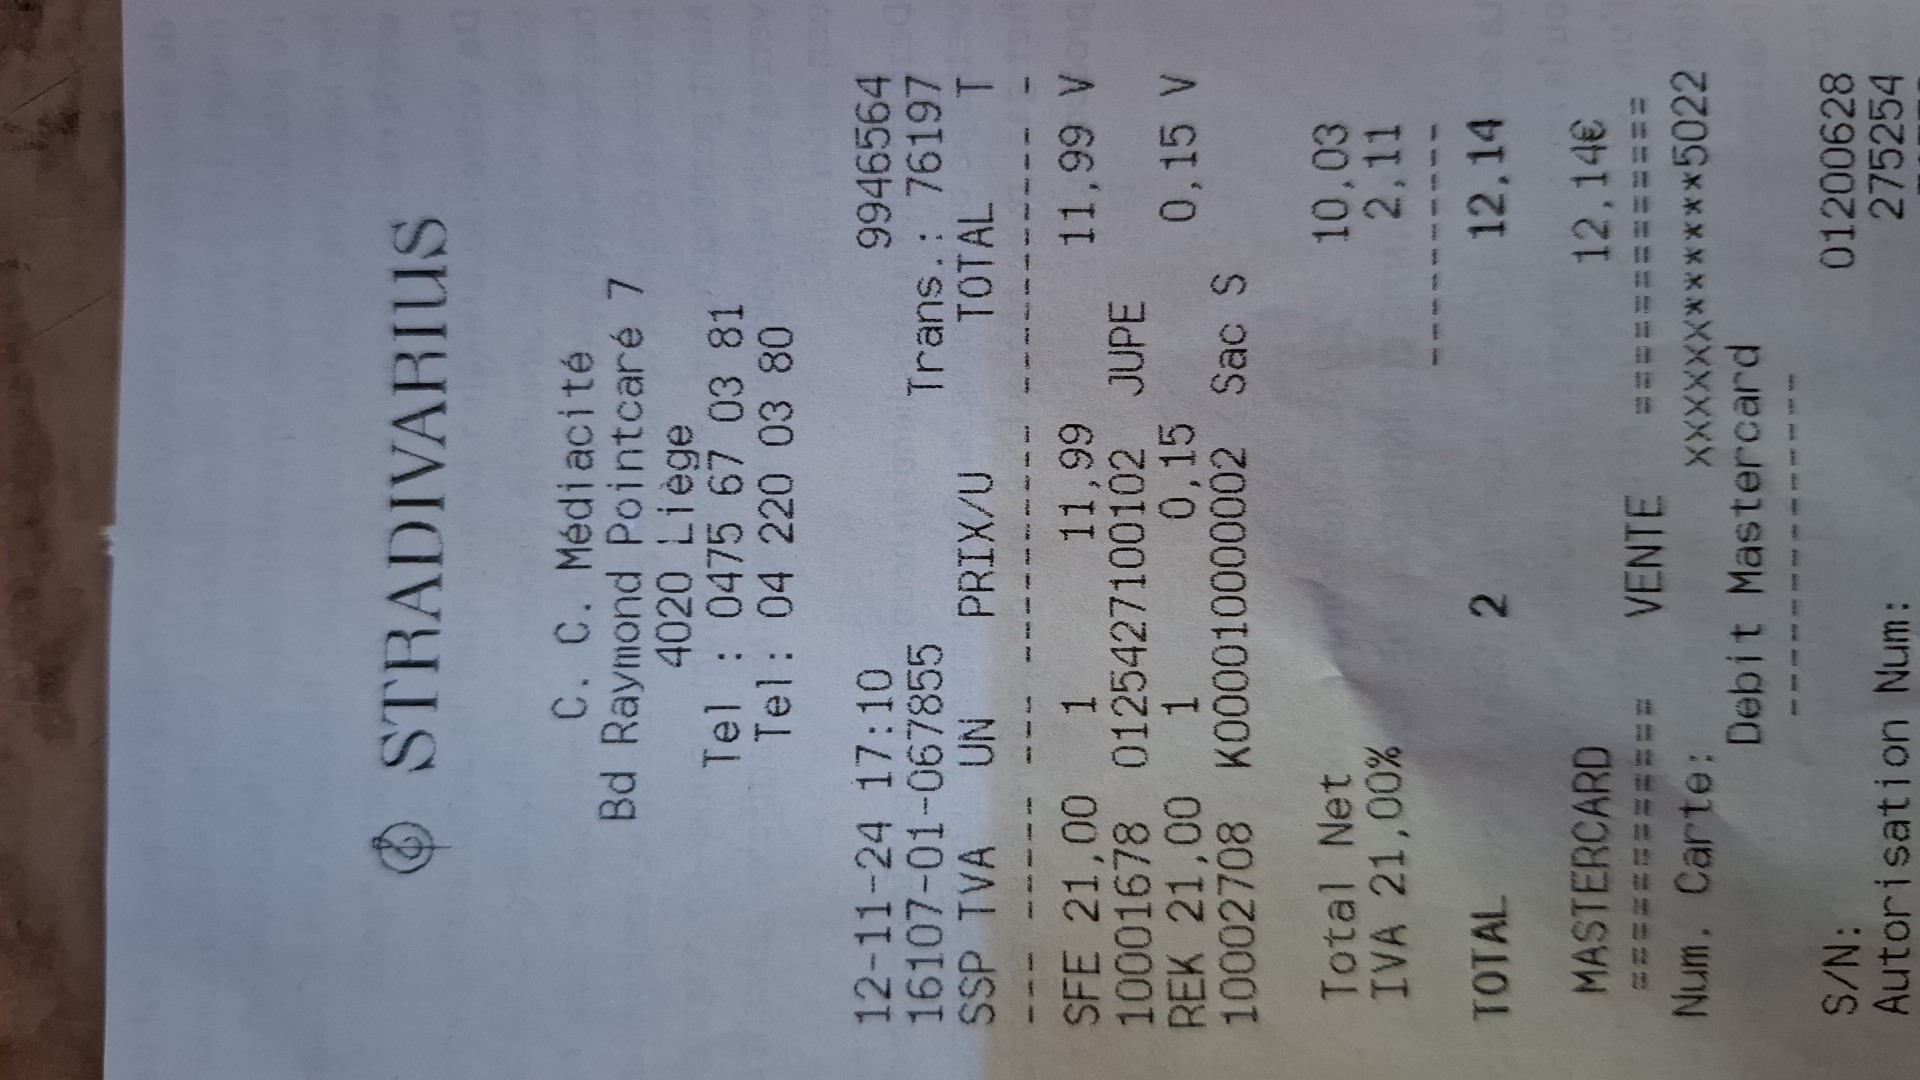 STRADIVARIUS
C. C. Médiacité
Bd Raymond Pointcaré 7
4020 Liège
Tel : 0475 67 03 81
Tel: 04 220 03 80
12-11-24 17:10 9946564
16107-01-067855 Trans.: 76197
SSP TVA UN PRIX/U TOTAL T
--- ------ --- ---------- ---------- -
SFE 21,00 1 11,99 11,99 V
10001678 0125427100102 JUPE
REK 21,00 1 0,15 0,15 V
10002708 K0000100000002 Sac S
Total Net 10,03
IVA 21,00% 2,11
----------
TOTAL 2 12,14
MASTERCARD 12,14€
============ VENTE =============
Num. Carte: XXXXXX******5022
Debit Mastercard
--------------
S/N: 01200628
Autorisation Num: 275254